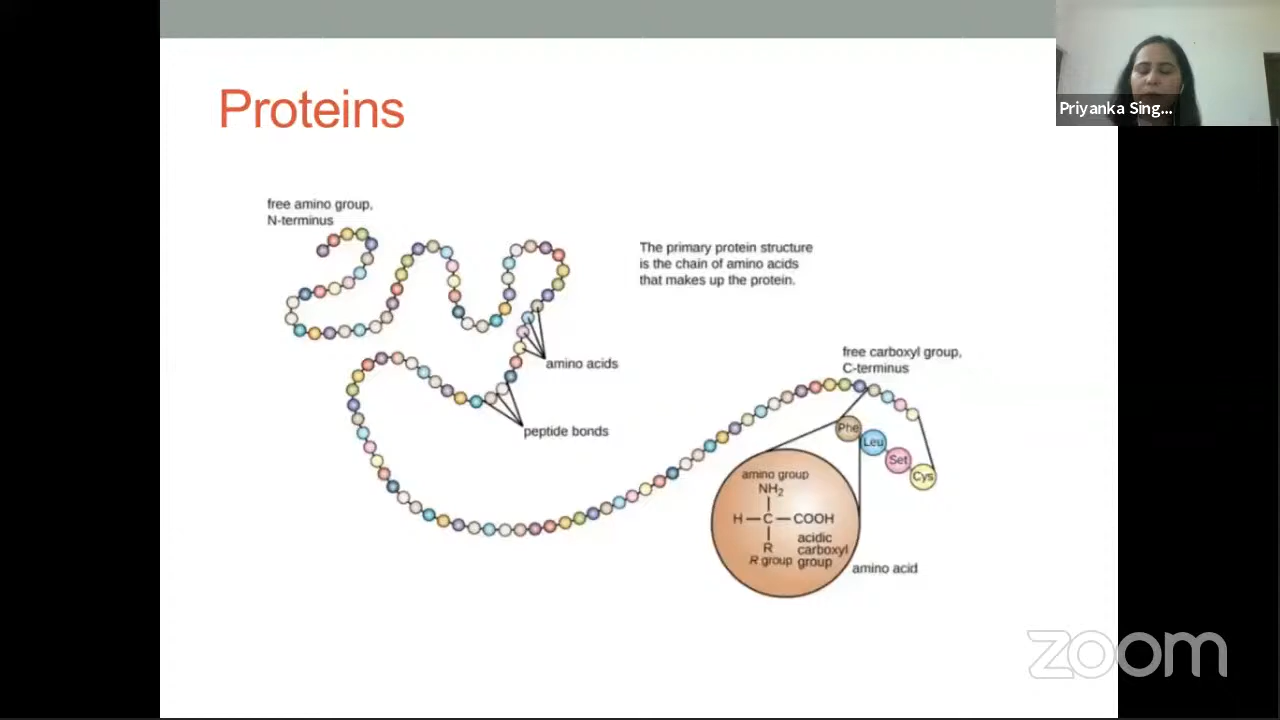 Proteins
Priyanka Sing...
free amino group,
N-terminus
The primary protein structure
is the chain of amino acids
that makes up the protein.
amino acids
peptide bonds
free carboxyl group,
C-terminus
Phe
Leu
Set
Cys
amino group
NH2
H—C—COOH
R
R group
acidic
carboxyl
group
amino acid
zoom